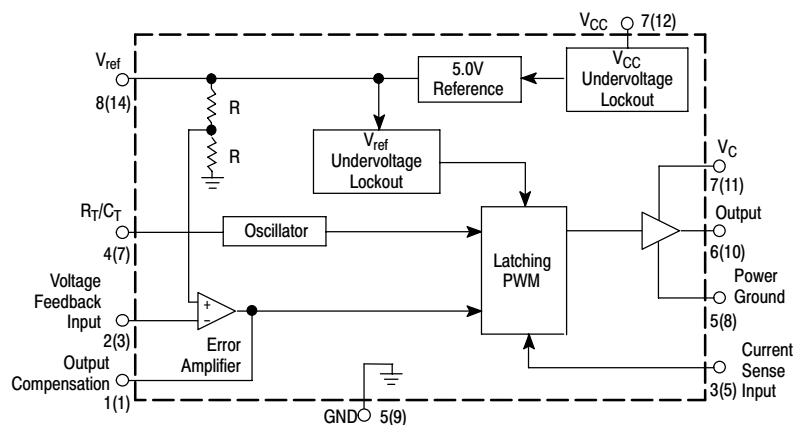 VCC 7(12)
Vref
8(14)
5.0V
Reference
VCC
Undervoltage
Lockout
R
R
Vref
Undervoltage
Lockout
VC
7(11)
RT/CT
4(7)
Oscillator
Latching
PWM
Output
6(10)
Voltage
Feedback
Input
2(3)
+
−
Error
Amplifier
Power
Ground
5(8)
Output
Compensation
1(1)
Current
Sense
Input
3(5)
GND 5(9)